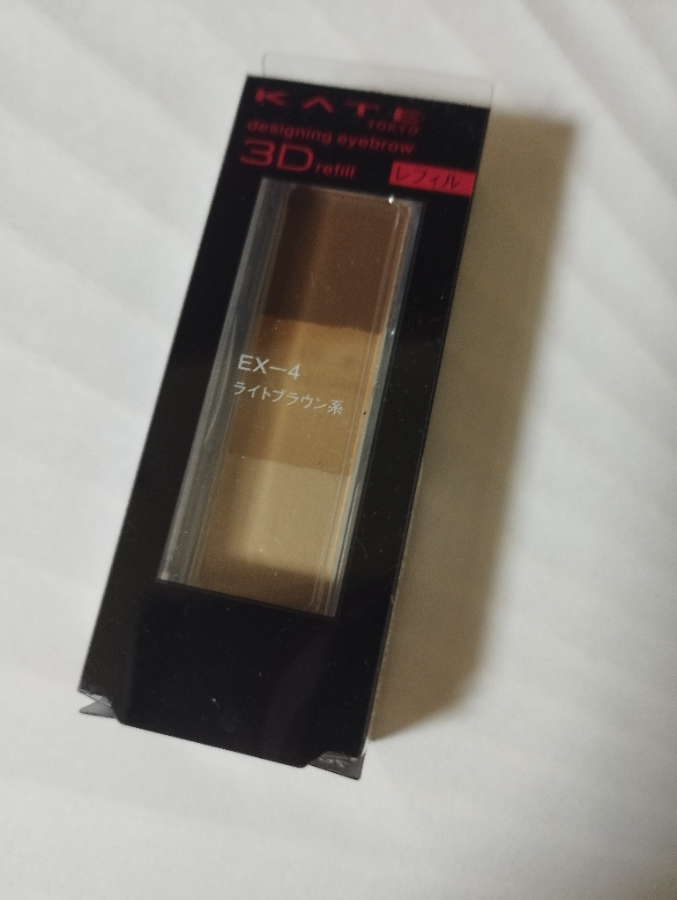 KATE
TOKYO
designing eyebrow
3D refill
レフィル
EX-4
ライトブラウン系